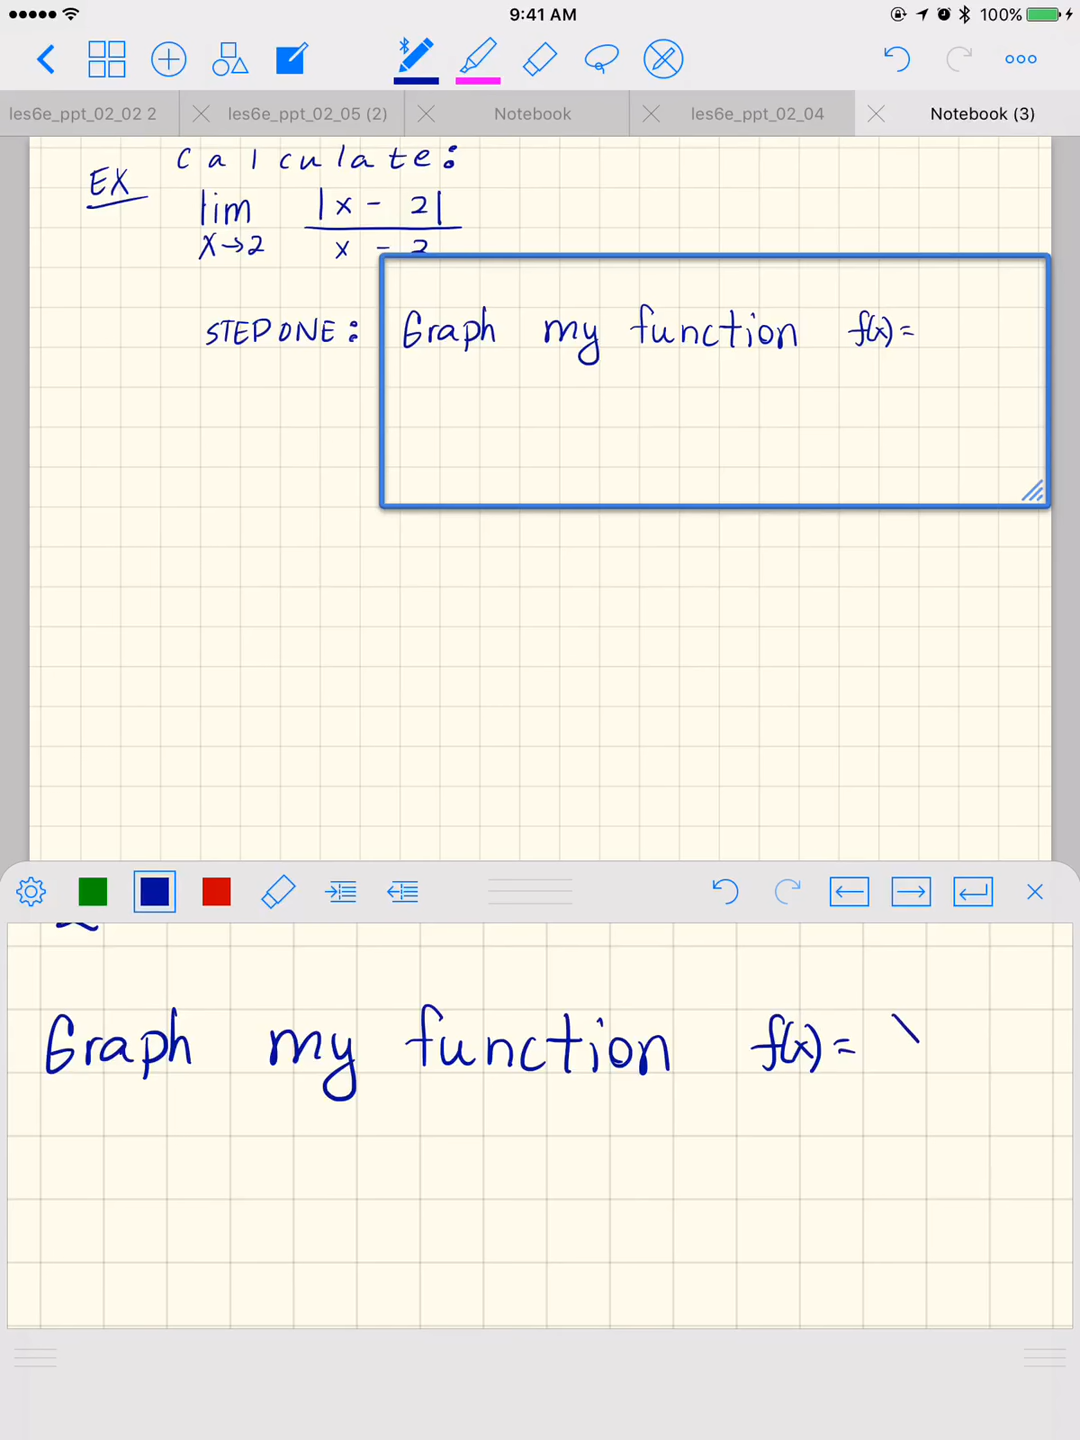 9:41 AM 100%
les6e_ppt_02_02 2 les6e_ppt_02_05 (2) Notebook les6e_ppt_02_04 Notebook (3)
EX Calculate:
lim |x - 2|
x→2 x - 2
STEP ONE: Graph my function f(x) =
Graph my function f(x) = \